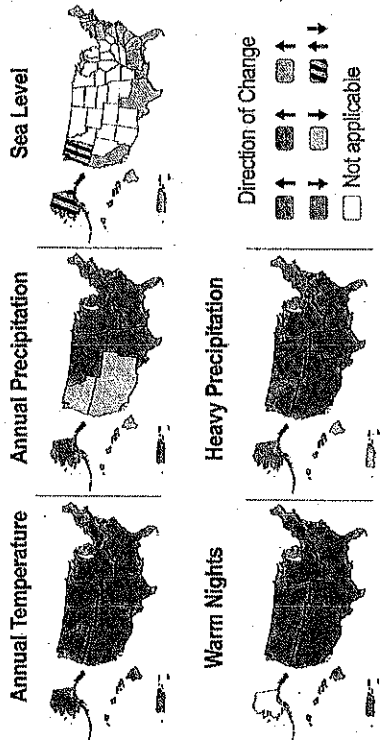 Annual Temperature
Annual Precipitation
Sea Level
Warm Nights
Heavy Precipitation
Direction of Change
Not applicable